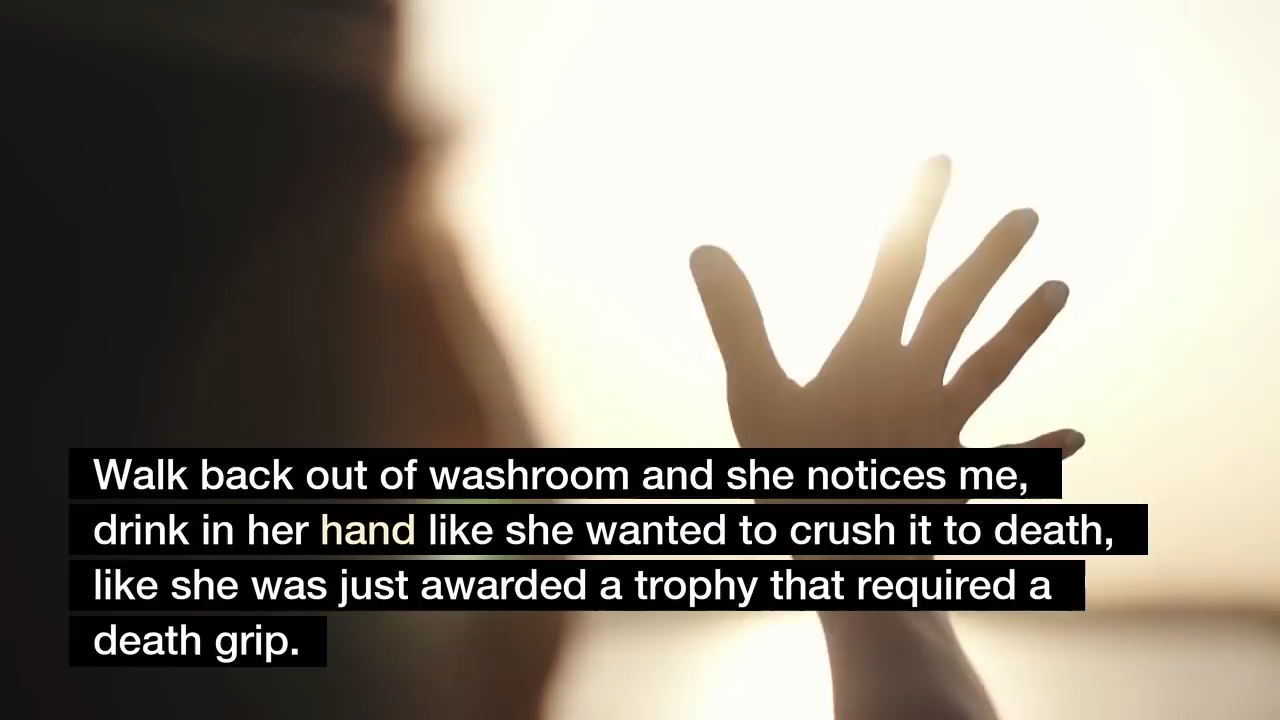 Walk back out of washroom and she notices me,
drink in her hand like she wanted to crush it to death,
like she was just awarded a trophy that required a
death grip.